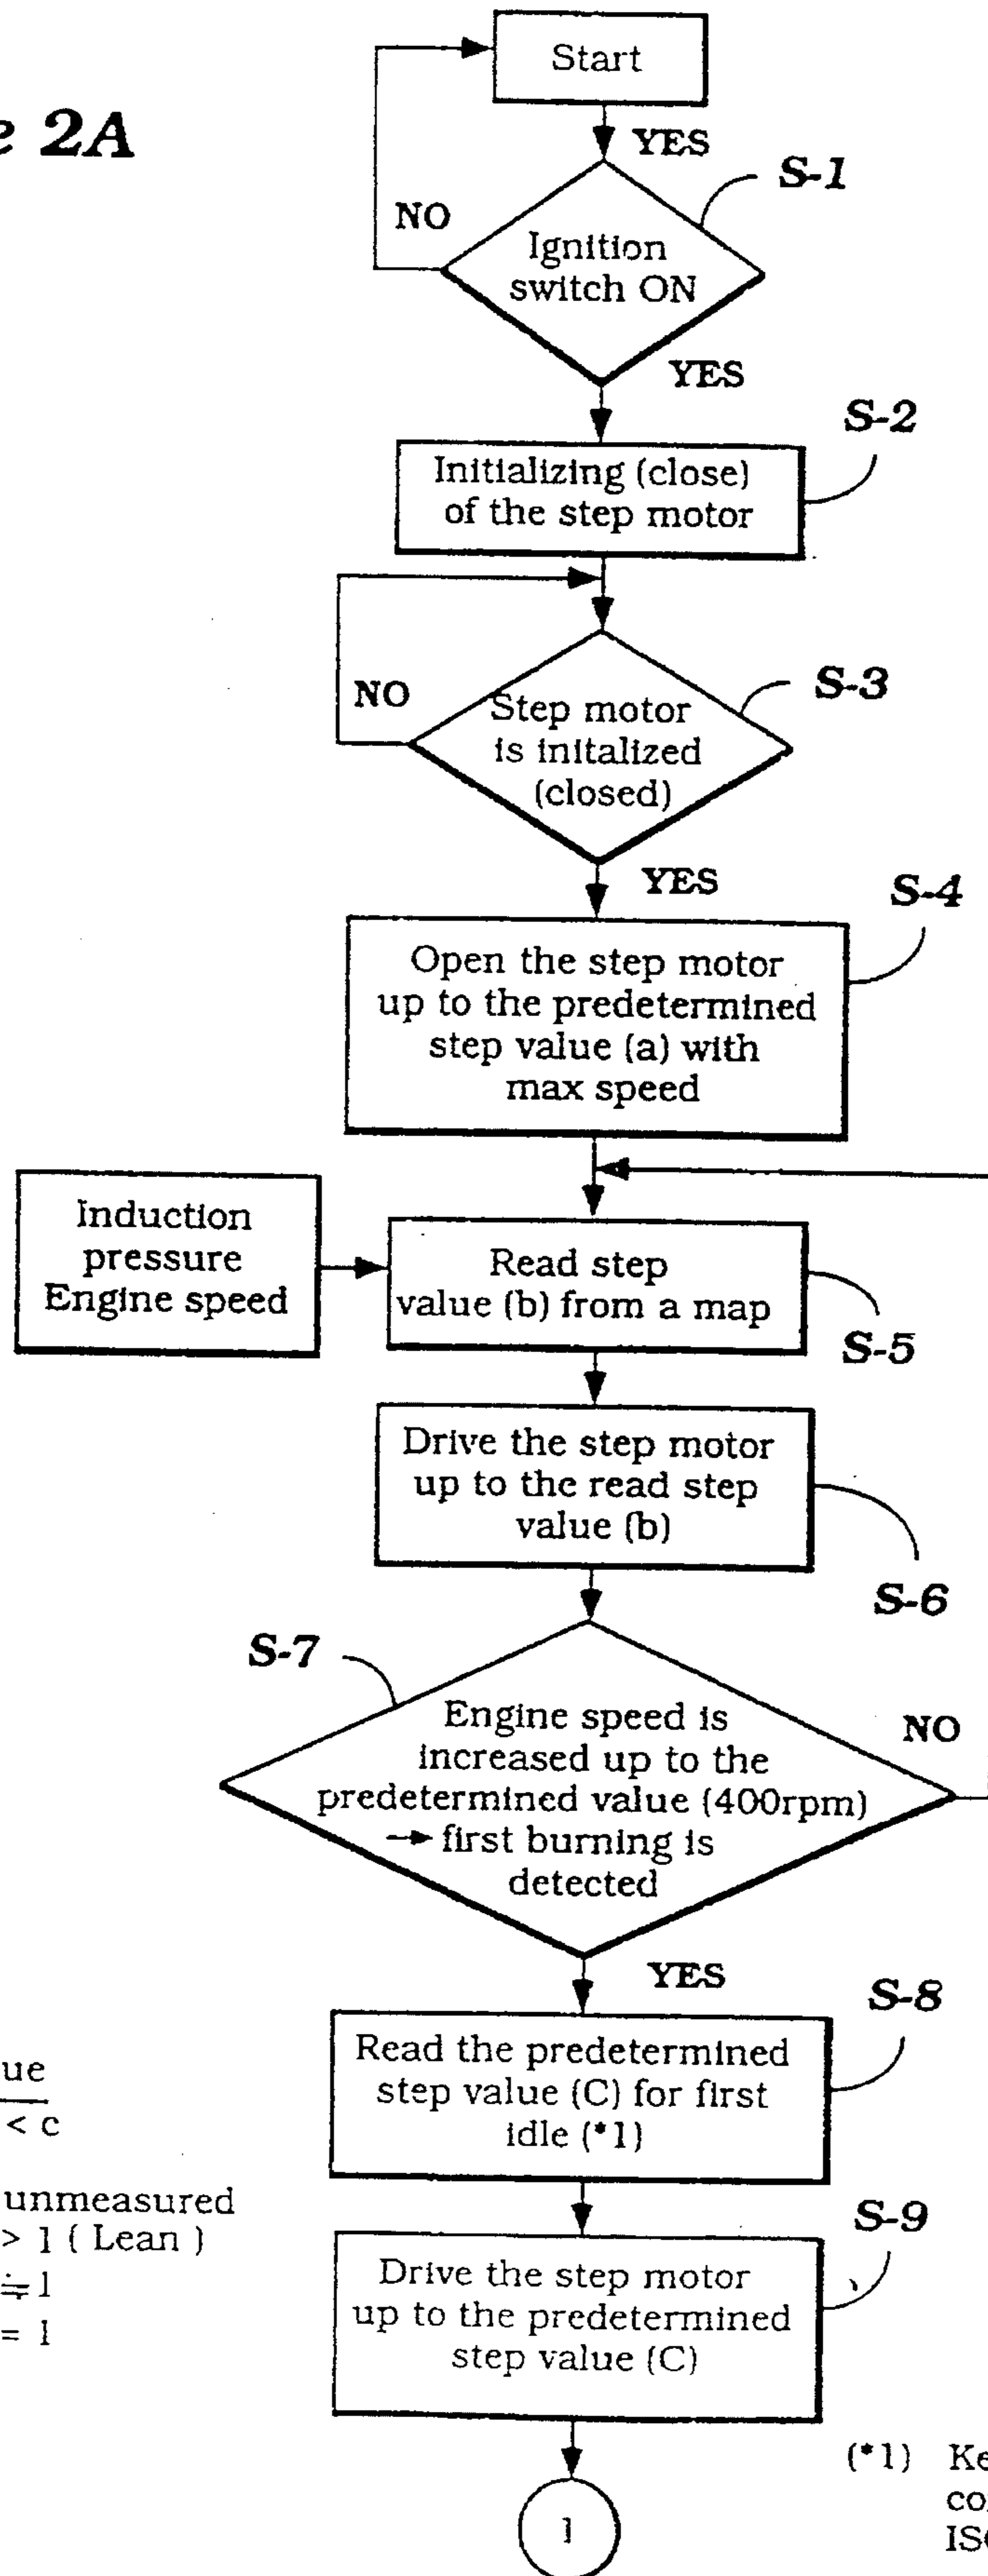 2A
Start
YES
S-1
NO
Ignition
switch ON
YES
S-2
Initializing (close)
of the step motor
NO
S-3
Step motor
is initalized
(closed)
YES
S-4
Open the step motor
up to the predetermined
step value (a) with
max speed
Induction
pressure
Engine speed
Read step
value (b) from a map
S-5
Drive the step motor
up to the read step
value (b)
S-6
S-7
Engine speed is
increased up to the
predetermined value (400rpm)
→ first burning is
detected
NO
YES
S-8
Read the predetermined
step value (C) for first
idle (*1)
< c
unmeasured
> 1 ( Lean )
≒ 1
= 1
S-9
Drive the step motor
up to the predetermined
step value (C)
(*1)
1